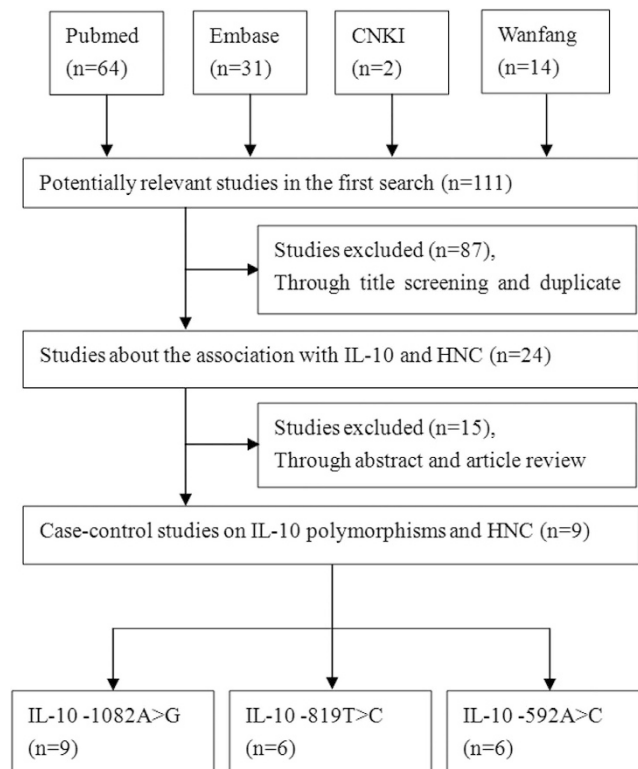 Pubmed
(n=64)
Embase
(n=31)
CNKI
(n=2)
Wanfang
(n=14)
Potentially relevant studies in the first search (n=111)
Studies excluded (n=87),
Through title screening and duplicate
Studies about the association with IL-10 and HNC (n=24)
Studies excluded (n=15),
Through abstract and article review
Case-control studies on IL-10 polymorphisms and HNC (n=9)
IL-10 -1082A>G
(n=9)
IL-10 -819T>C
(n=6)
IL-10 -592A>C
(n=6)